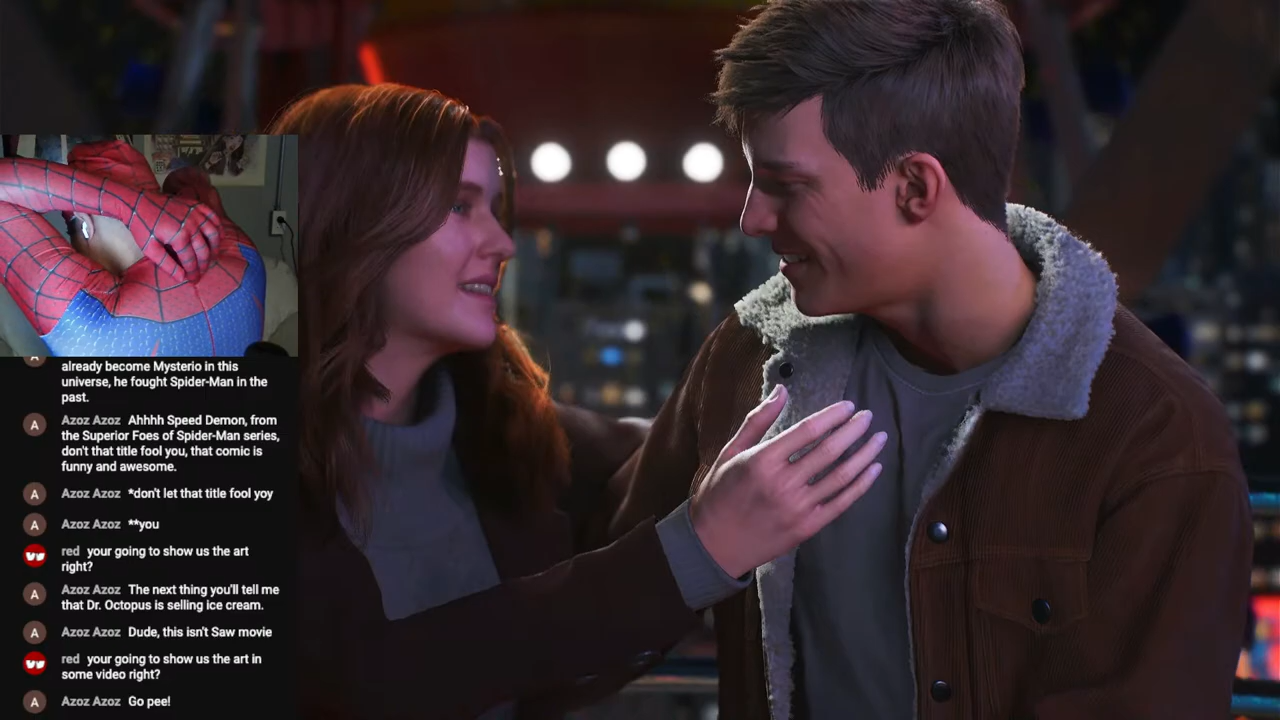 already become Mysterio in this
universe, he fought Spider-Man in the
past.
Azoz Azoz Ahhhh Speed Demon, from
the Superior Foes of Spider-Man series,
don't that title fool you, that comic is
funny and awesome.
Azoz Azoz *don't let that title fool yoy
Azoz Azoz **you
red your going to show us the art
right?
Azoz Azoz The next thing you'll tell me
that Dr. Octopus is selling ice cream.
Azoz Azoz Dude, this isn't Saw movie
red your going to show us the art in
some video right?
Azoz Azoz Go pee!